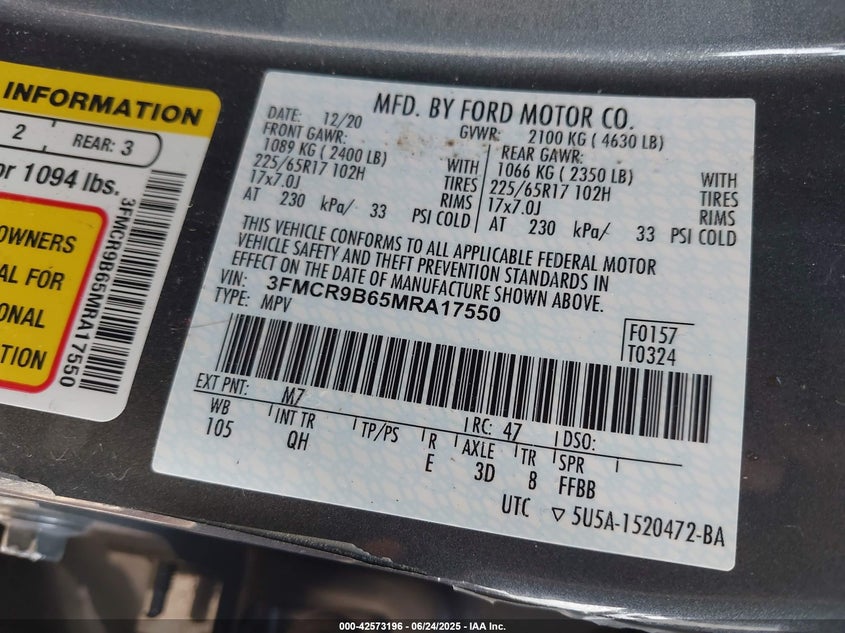 INFORMATION
2 REAR: 3
or 1094 lbs.
OWNERS
AL FOR
ONAL
TION
3FMCR9B65MRA17550
MFD. BY FORD MOTOR CO.
DATE: 12/20 GVWR: 2100 KG ( 4630 LB)
FRONT GAWR: REAR GAWR:
1089 KG ( 2400 LB) WITH 1066 KG ( 2350 LB) WITH
225/65R17 102H TIRES 225/65R17 102H TIRES
17x7.0J RIMS 17x7.0J RIMS
AT 230 kPa/ 33 PSI COLD AT 230 kPa/ 33 PSI COLD
THIS VEHICLE CONFORMS TO ALL APPLICABLE FEDERAL MOTOR
VEHICLE SAFETY AND THEFT PREVENTION STANDARDS IN
EFFECT ON THE DATE OF MANUFACTURE SHOWN ABOVE.
VIN: 3FMCR9B65MRA17550
TYPE: MPV
F0157
T0324
EXT PNT: M7 RC: 47 DSO:
WB INT TR TP/PS R AXLE TR SPR
105 QH E 3D 8 FFBB
UTC ▽ 5U5A-1520472-BA
000-42573196 - 06/24/2025 - IAA Inc.